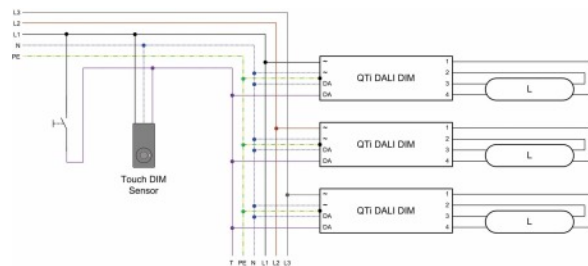 L3
L2
L1
N
PE
~
~
DA
DA
QTi DALI DIM
1
2
3
4
L
~
~
DA
DA
QTi DALI DIM
1
2
3
4
L
Touch DIM
Sensor
~
~
DA
DA
QTi DALI DIM
1
2
3
4
L
T PE N L1 L2 L3